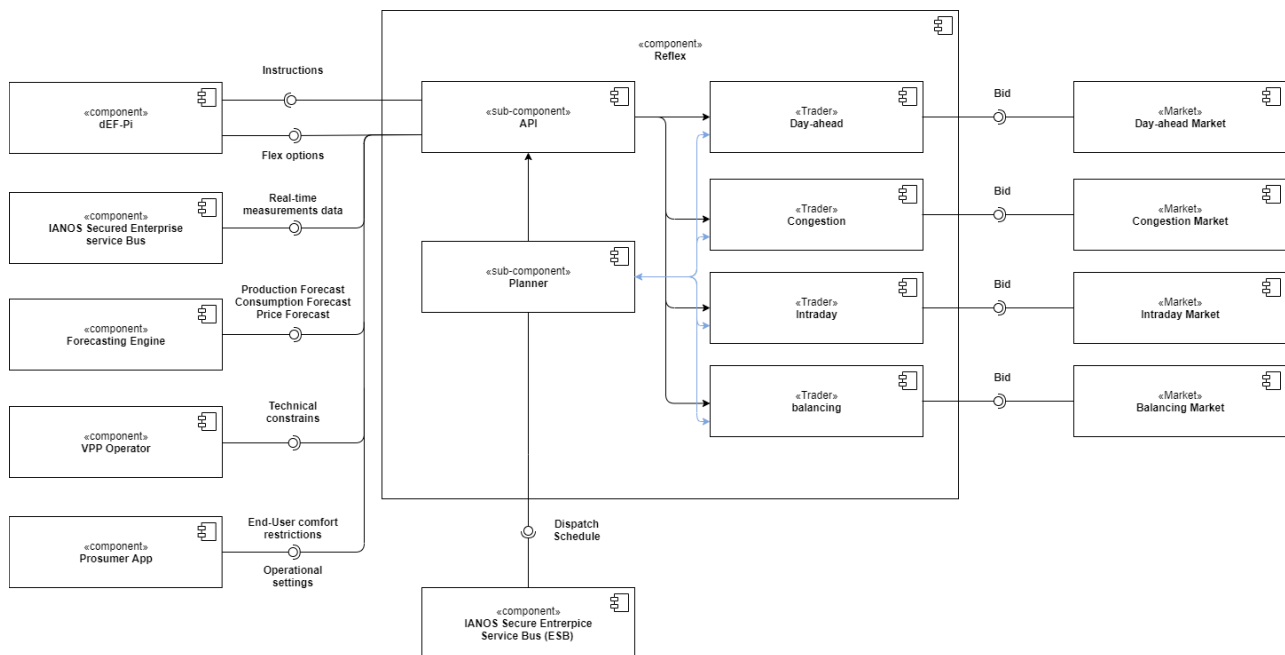 «component»
Reflex
Instructions
«component»
dEF-Pi
Flex options
«sub-component»
API
«Trader»
Day-ahead
Bid
«Market»
Day-ahead Market
«component»
IANOS Secured Enterprise
service Bus
Real-time
measurements data
«Trader»
Congestion
Bid
«Market»
Congestion Market
«sub-component»
Planner
«component»
Forecasting Engine
Production Forecast
Consumption Forecast
Price Forecast
«Trader»
Intraday
Bid
«Market»
Intraday Market
«component»
VPP Operator
Technical
constrains
«Trader»
balancing
Bid
«Market»
Balancing Market
«component»
Prosumer App
End-User comfort
restrictions
Operational
settings
Dispatch
Schedule
«component»
IANOS Secure Entrerpice
Service Bus (ESB)